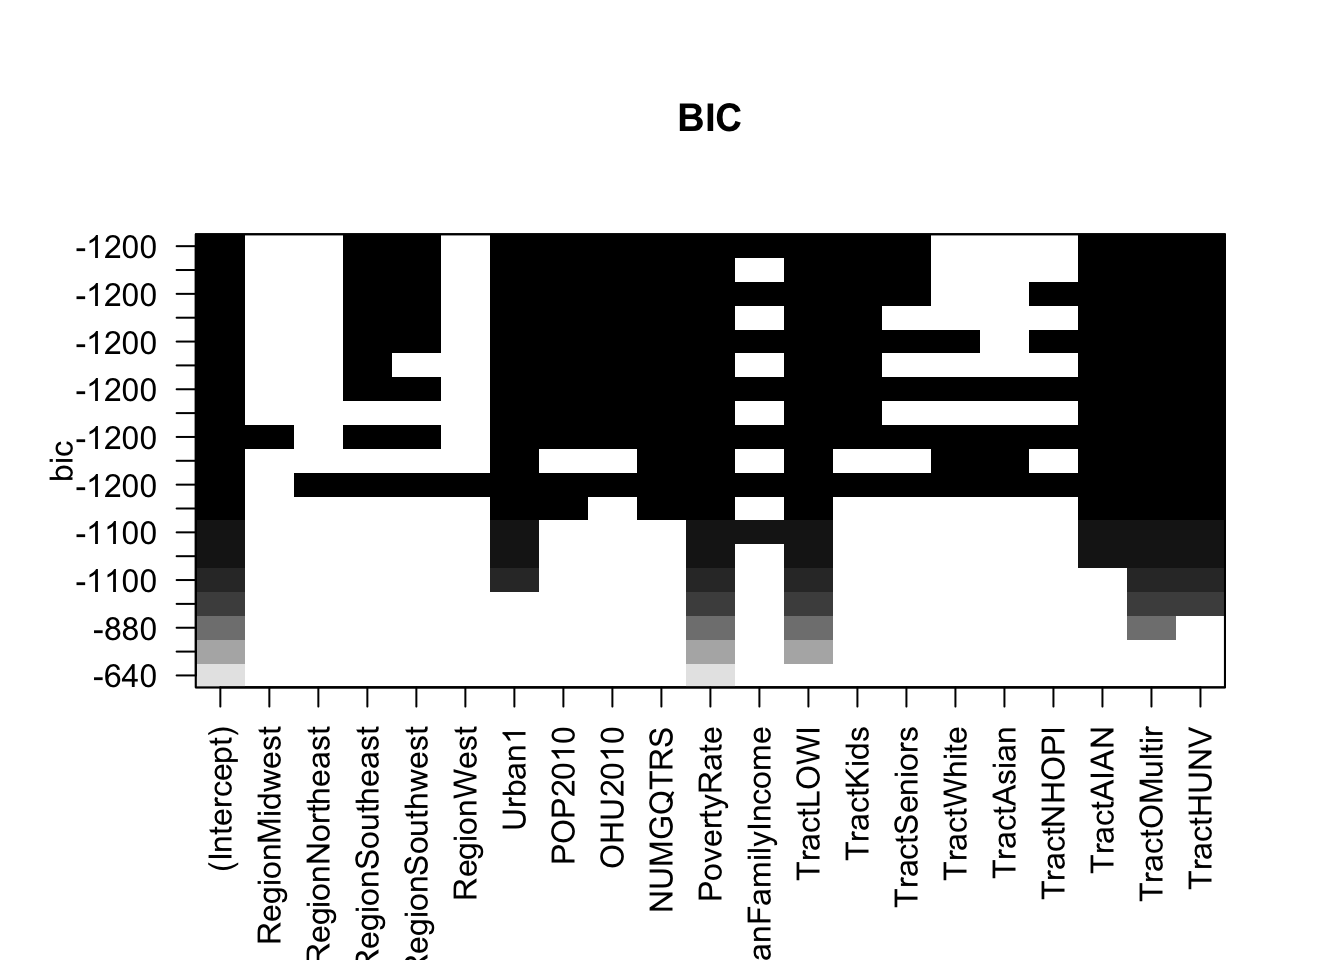 BIC
bic
-1200
-1200
-1200
-1200
-1200
-1200
-1100
-1100
-880
-640
(Intercept)
RegionMidwest
RegionNortheast
RegionSoutheast
RegionSouthwest
RegionWest
Urban1
POP2010
OHU2010
NUMGQTRS
PovertyRate
anFamilyIncome
TractLOWI
TractKids
TractSeniors
TractWhite
TractAsian
TractNHOPI
TractAIAN
TractOMultir
TractHUNV